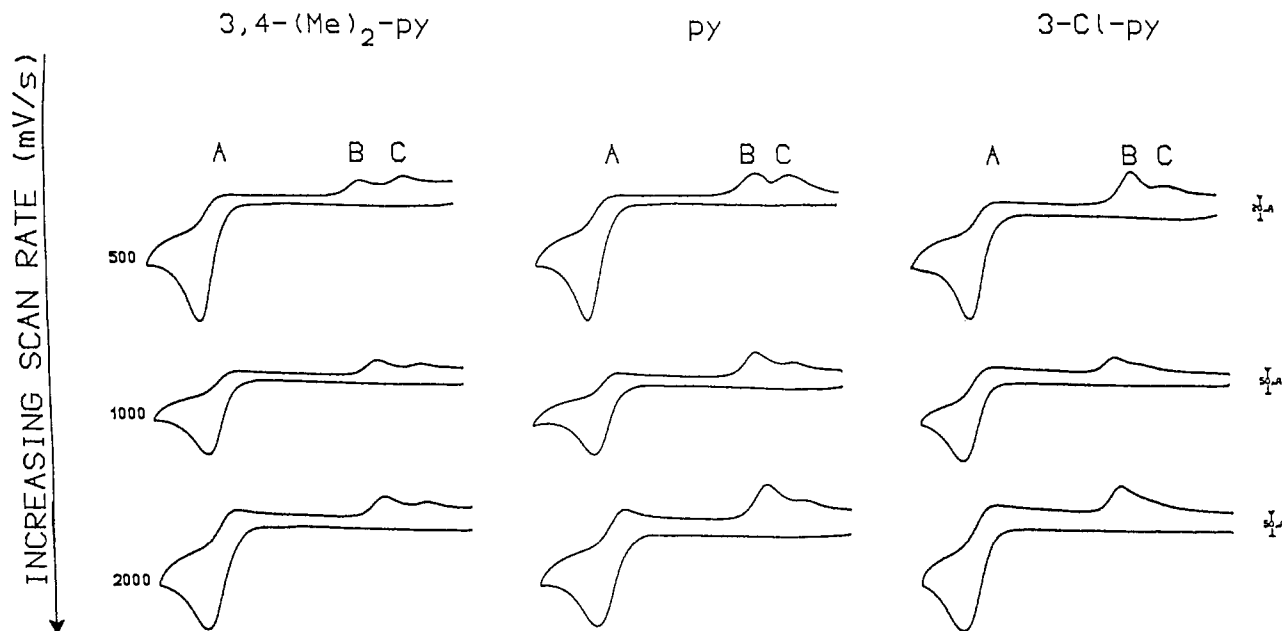 3,4-(Me)₂-py
py
3-Cl-py
INCREASING SCAN RATE (mV/s)
A B C
A B C
A B C
500
1000
2000